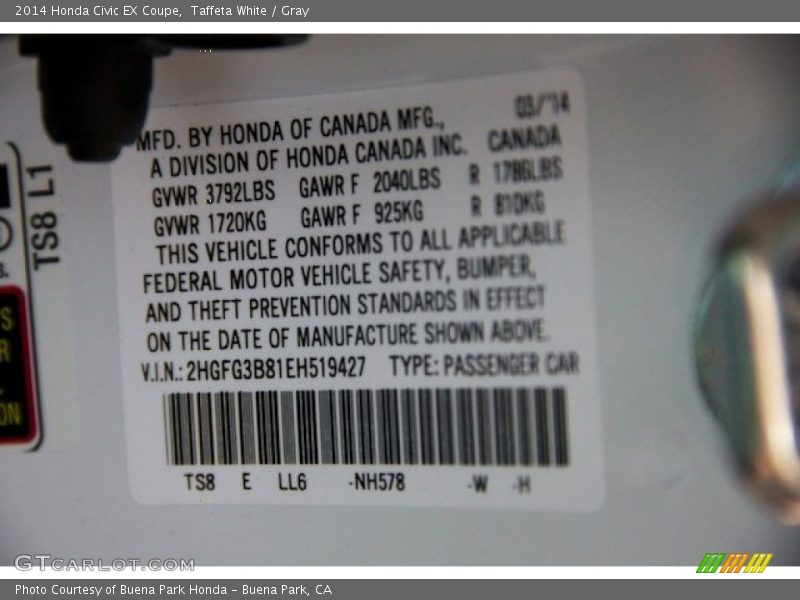 2014 Honda Civic EX Coupe, Taffeta White / Gray
03/'14
MFD. BY HONDA OF CANADA MFG.,
A DIVISION OF HONDA CANADA INC. CANADA
GVWR 3792LBS GAWR F 2040LBS R 1786LBS
GVWR 1720KG GAWR F 925KG R 810KG
THIS VEHICLE CONFORMS TO ALL APPLICABLE
FEDERAL MOTOR VEHICLE SAFETY, BUMPER,
AND THEFT PREVENTION STANDARDS IN EFFECT
ON THE DATE OF MANUFACTURE SHOWN ABOVE.
V.I.N.: 2HGFG3B81EH519427 TYPE: PASSENGER CAR
TS8 E LL6 -NH578 -W -H
TS8 L1
ON
GTCARLOT.COM
Photo Courtesy of Buena Park Honda – Buena Park, CA